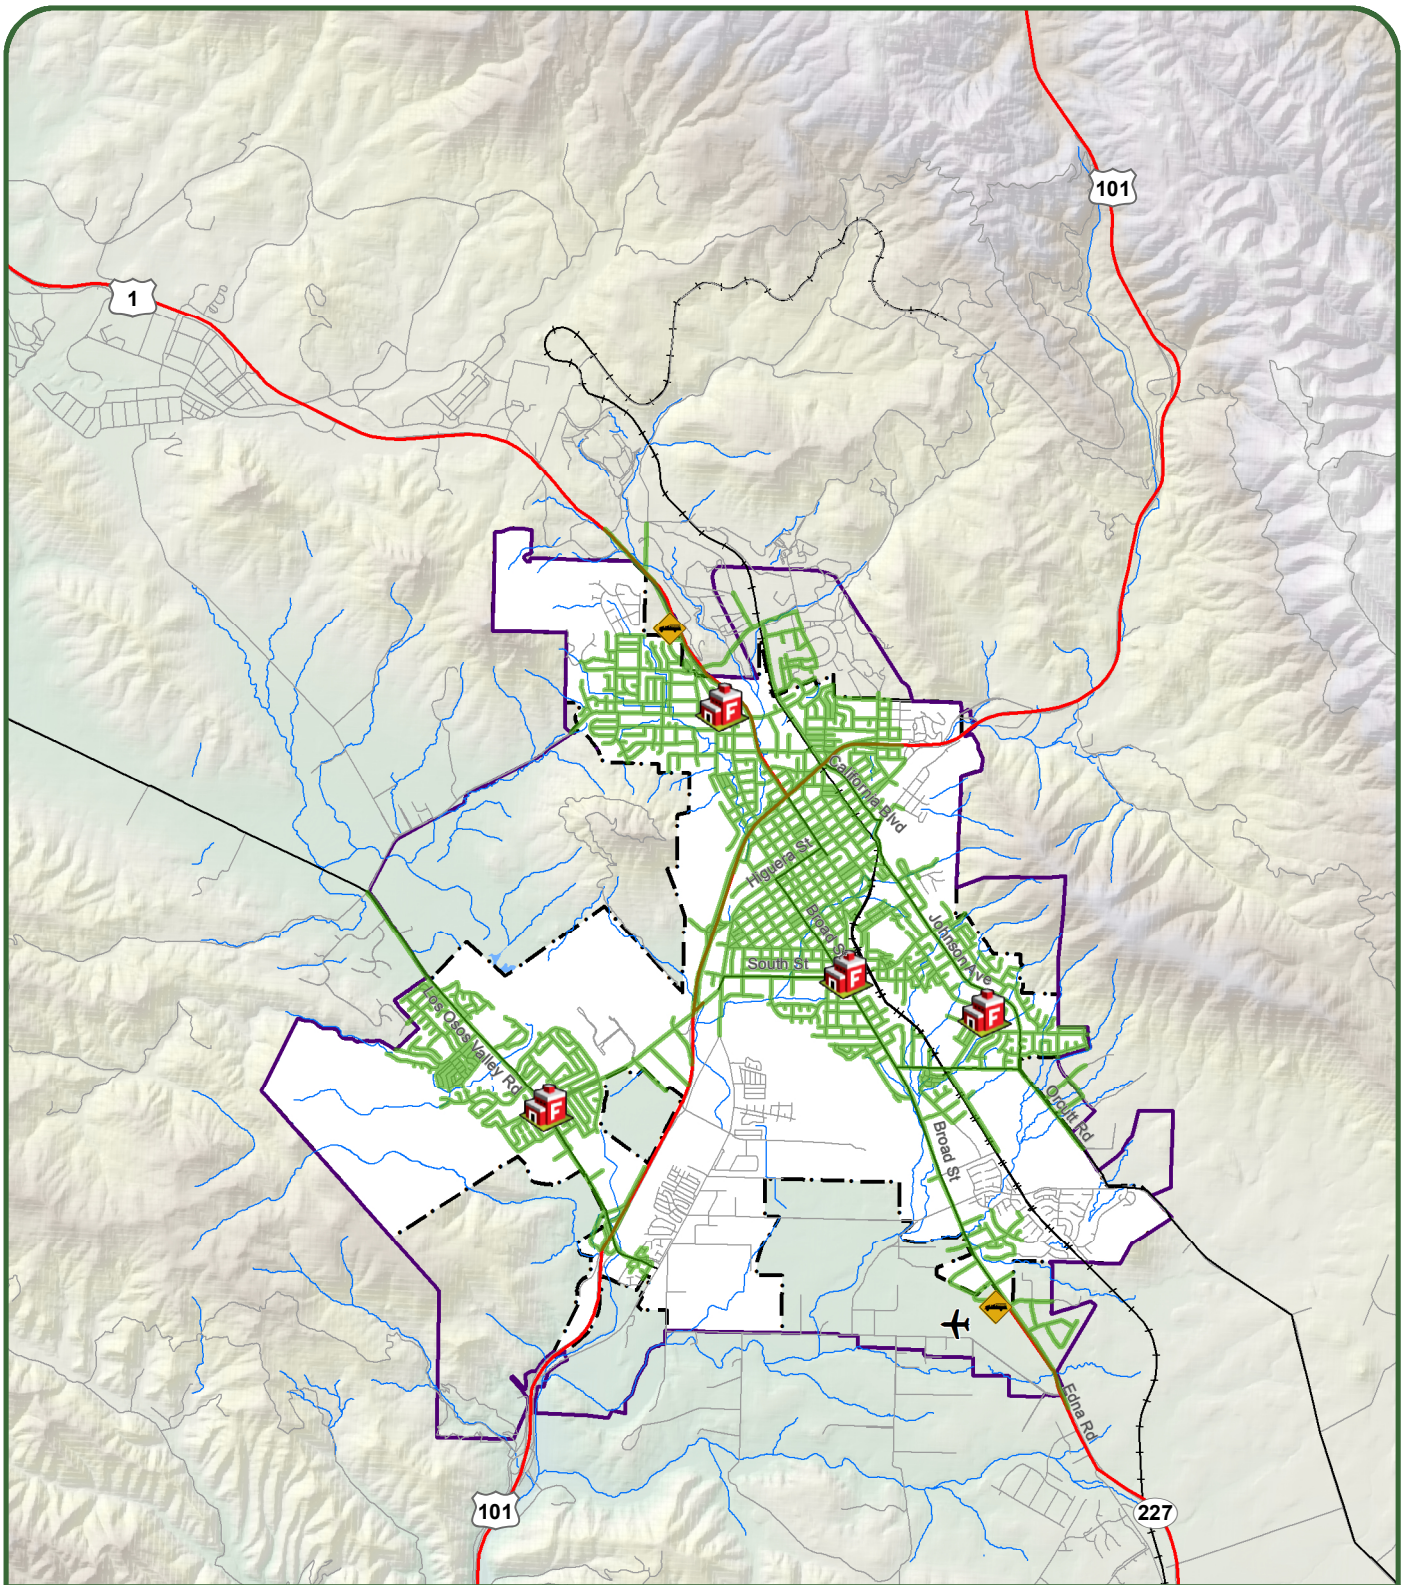 101
1
California Blvd
Higuera St
Broad St
Johnson Ave
South St
Los Osos Valley Rd
F
F
F
F
Orcutt Rd
Broad St
Edna Rd
101
227